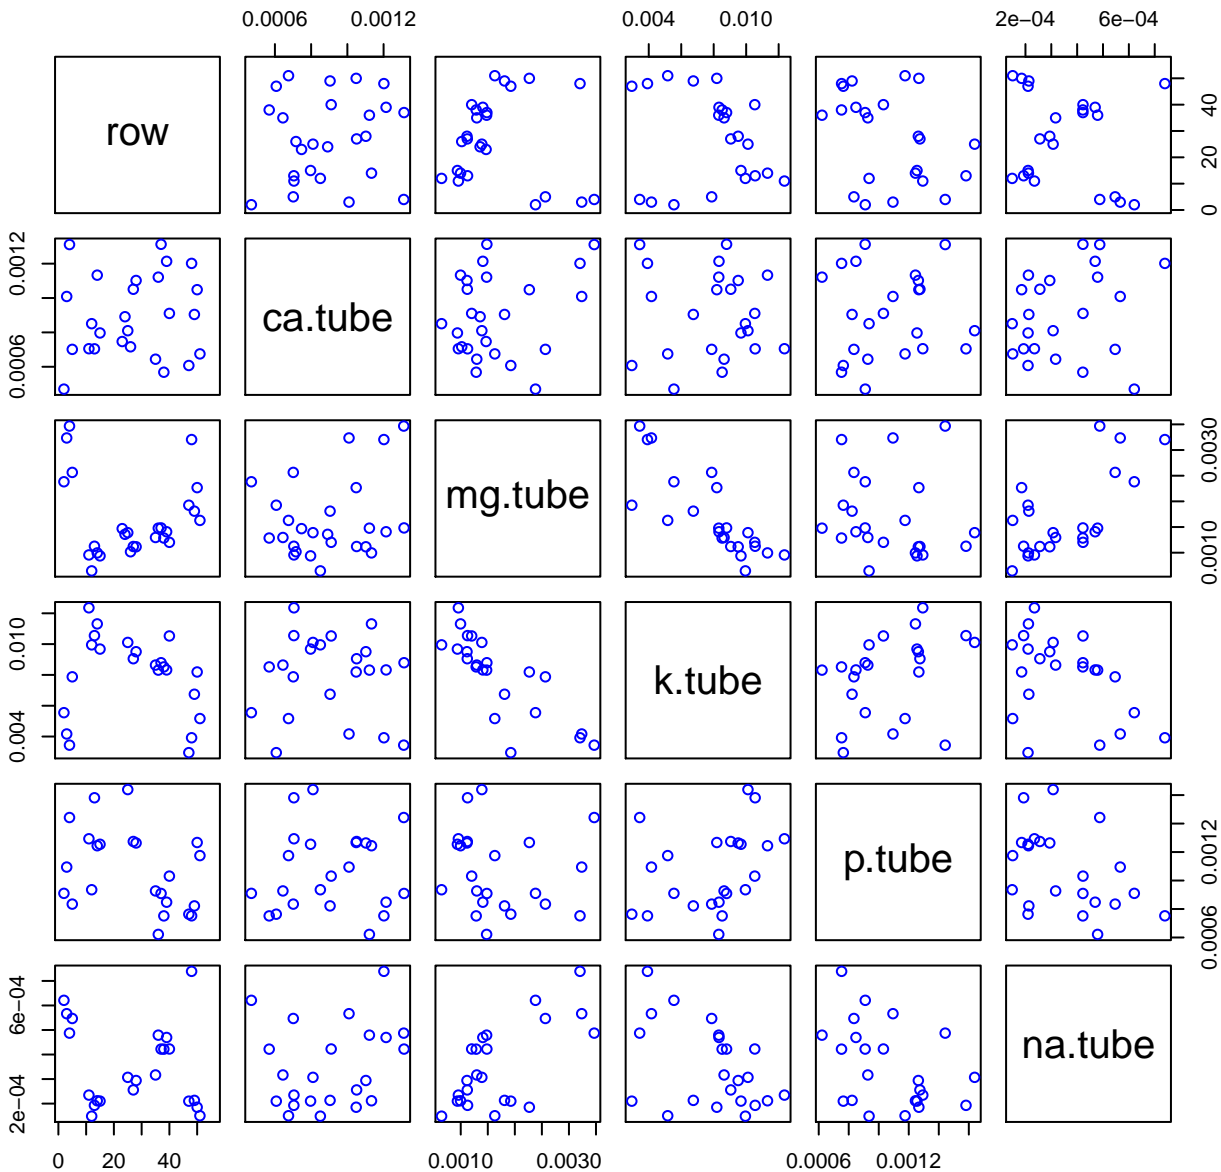 0.0006 0.0012 0.004 0.010 2e-04 6e-04
row 0 20 40
0.0006 0.0012 ca.tube
mg.tube 0.0010 0.0030
0.004 0.010 k.tube
p.tube 0.0006 0.0012
2e-04 6e-04 na.tube
0 40 0.0010 0.0030 0.0006 0.0012